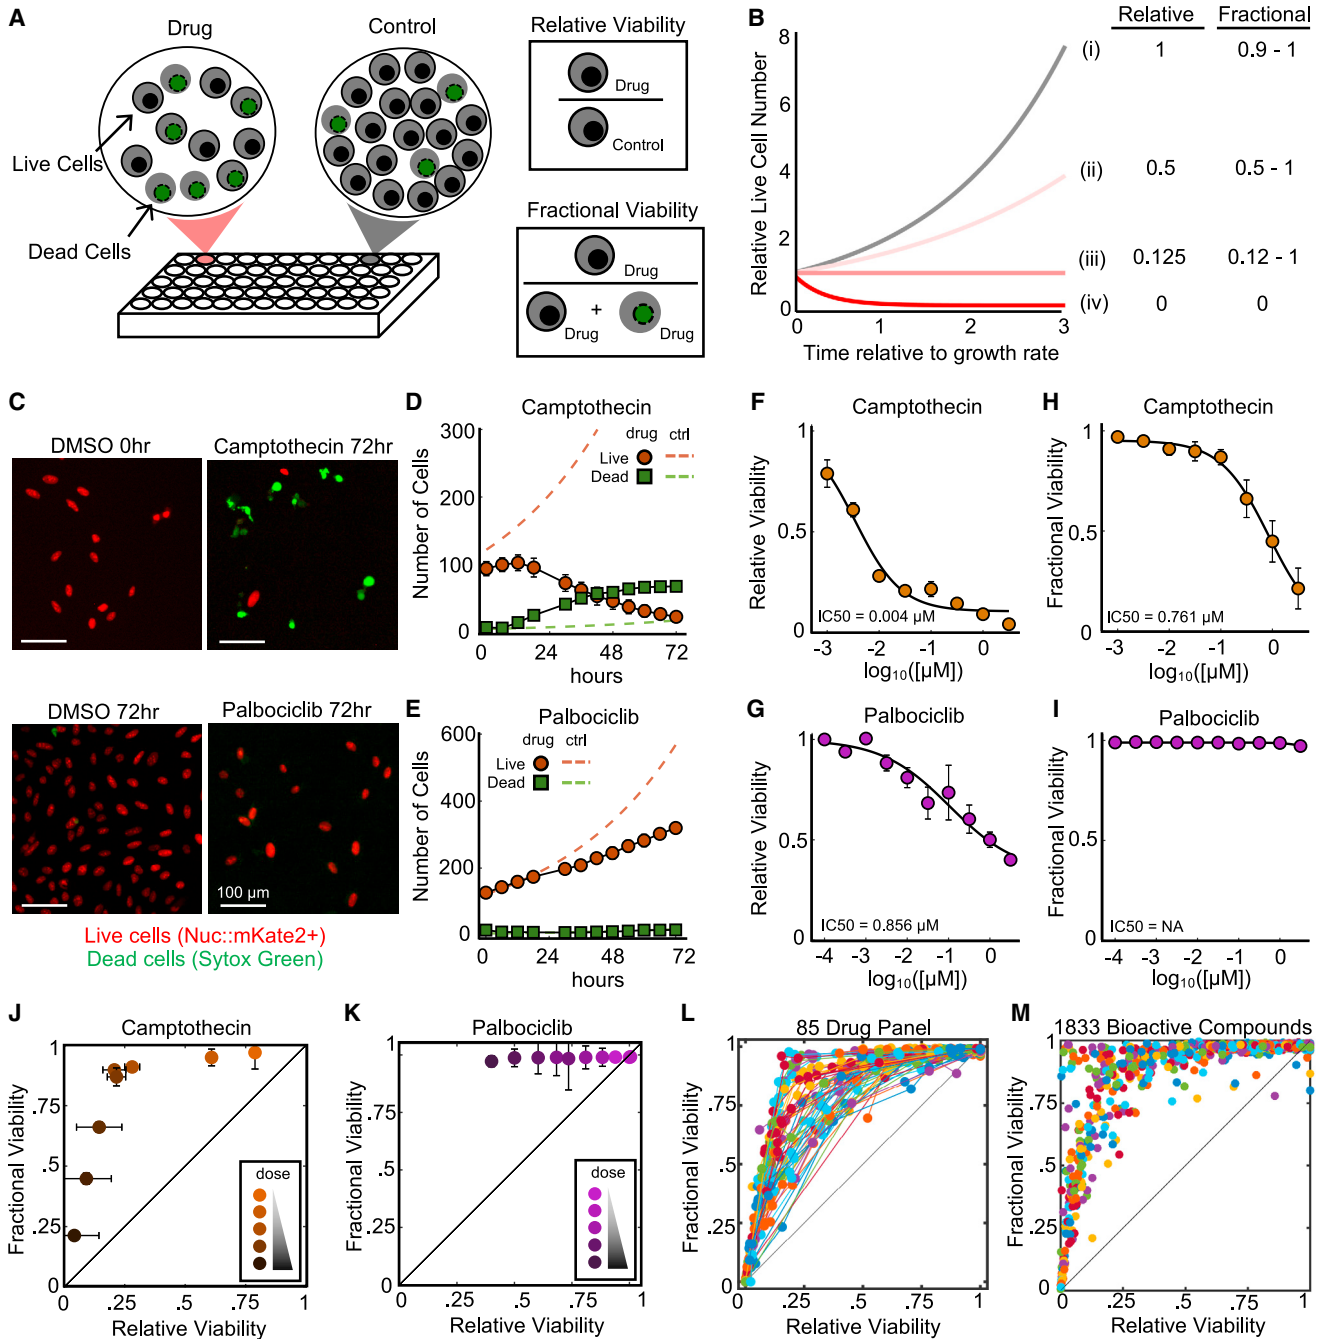 A
Drug
Control
Live Cells
Dead Cells
Relative Viability
Drug
Control
Fractional Viability
Drug
+
Drug
Drug
B
Relative
Fractional
Relative Live Cell Number
8
6
4
2
0
0
1
2
3
Time relative to growth rate
(i) 1 0.9 - 1
(ii) 0.5 0.5 - 1
(iii) 0.125 0.12 - 1
(iv) 0 0
C
DMSO 0hr
Camptothecin 72hr
DMSO 72hr
Palbociclib 72hr
100 µm
Live cells (Nuc::mKate2+)
Dead cells (Sytox Green)
D
Camptothecin
Number of Cells
300
200
100
0
drug ctrl
Live
Dead
0 24 48 72
hours
E
Palbociclib
Number of Cells
600
400
200
0
drug ctrl
Live
Dead
0 24 48 72
hours
F
Camptothecin
Relative Viability
1
0.5
0
IC50 = 0.004 µM
-3 -2 -1 0
log₁₀([µM])
G
Palbociclib
Relative Viability
1
0.5
0
IC50 = 0.856 µM
-4 -3 -2 -1 0
log₁₀([µM])
H
Camptothecin
Fractional Viability
1
0.5
0
IC50 = 0.761 µM
-3 -2 -1 0
log₁₀([µM])
I
Palbociclib
Fractional Viability
1
0.5
0
IC50 = NA
-4 -3 -2 -1 0
log₁₀([µM])
J
Camptothecin
Fractional Viability
1
.75
.5
.25
0
dose
0 .25 .5 .75 1
Relative Viability
K
Palbociclib
Fractional Viability
1
.75
.5
.25
0
dose
0 .25 .5 .75 1
Relative Viability
L
85 Drug Panel
Fractional Viability
1
.75
.5
.25
0
0 .25 .5 .75 1
Relative Viability
M
1833 Bioactive Compounds
Fractional Viability
1
.75
.5
.25
0
0 .25 .5 .75 1
Relative Viability